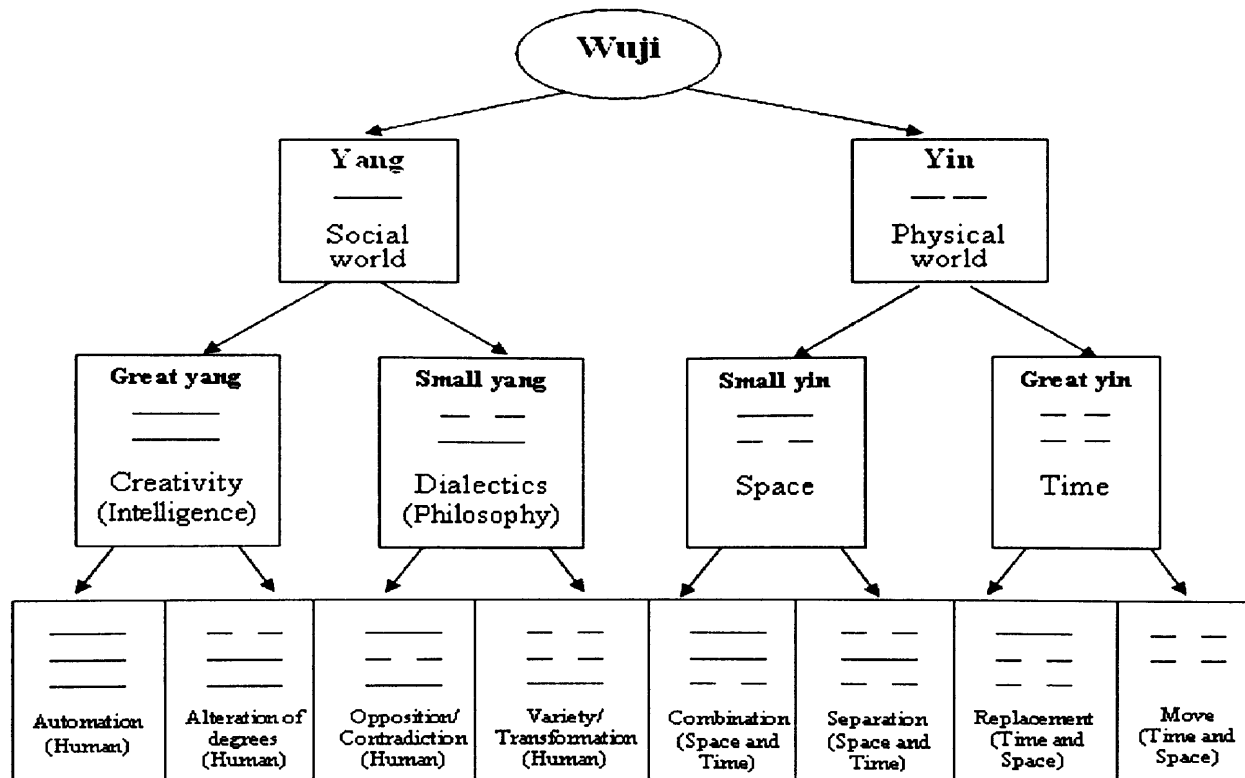 Wuji
Yang
Social
world
Yin
Physical
world
Great yang
Creativity
(Intelligence)
Small yang
Dialectics
(Philosophy)
Small yin
Space
Great yin
Time
Automation
(Human)
Alteration of
degrees
(Human)
Opposition/
Contradiction
(Human)
Variety/
Transformation
(Human)
Combination
(Space and
Time)
Separation
(Space and
Time)
Replacement
(Time and
Space)
Move
(Time and
Space)